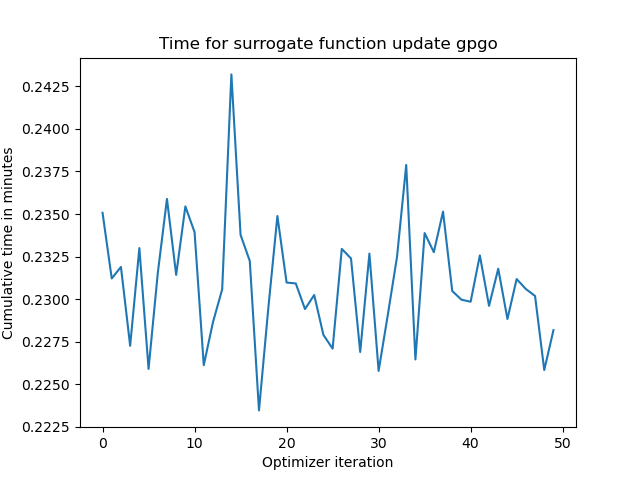 Time for surrogate function update gpgo
0.2425
0.2400
0.2375
0.2350
0.2325
0.2300
0.2275
0.2250
0.2225
Cumulative time in minutes
0 10 20 30 40 50
Optimizer iteration